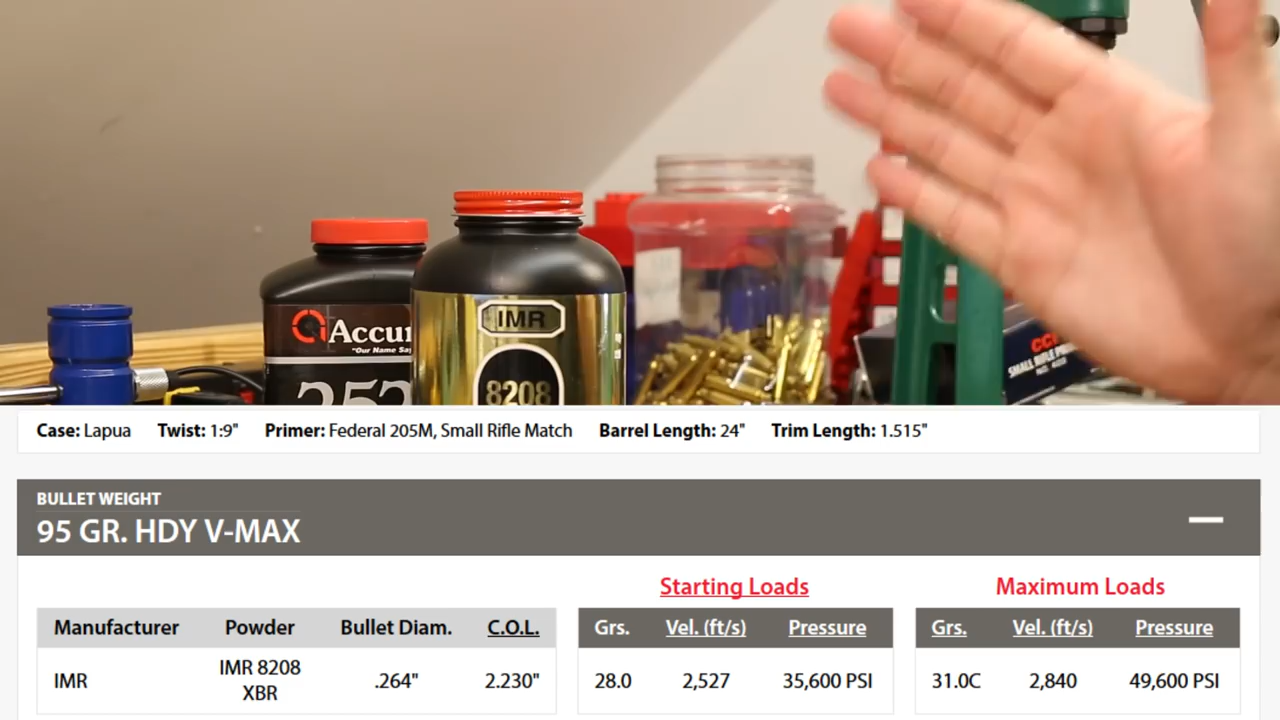 Accur
"Our Name Sa
252
IMR
8208
CCI
SMALL RIFLE
Case: Lapua Twist: 1:9" Primer: Federal 205M, Small Rifle Match Barrel Length: 24" Trim Length: 1.515"
BULLET WEIGHT
95 GR. HDY V-MAX
Starting Loads Maximum Loads
Manufacturer Powder Bullet Diam. C.O.L. Grs. Vel. (ft/s) Pressure Grs. Vel. (ft/s) Pressure
IMR IMR 8208 XBR .264" 2.230" 28.0 2,527 35,600 PSI 31.0C 2,840 49,600 PSI